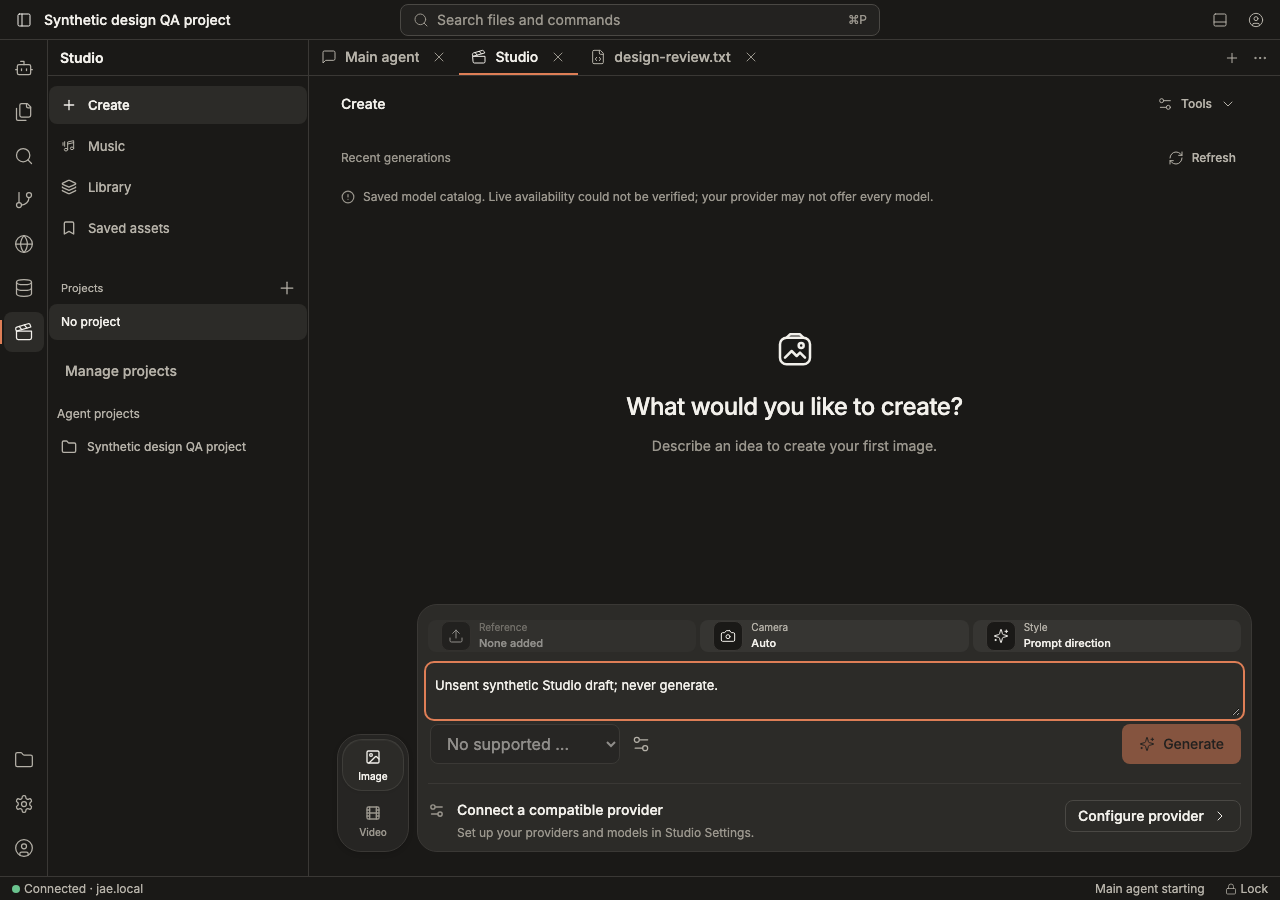 Synthetic design QA project
Search files and commands
⌘P
Studio
Main agent
Studio
design-review.txt
Create
Music
Library
Saved assets
Projects
No project
Manage projects
Agent projects
Synthetic design QA project
Create
Tools
Recent generations
Refresh
Saved model catalog. Live availability could not be verified; your provider may not offer every model.
What would you like to create?
Describe an idea to create your first image.
Reference
None added
Camera
Auto
Style
Prompt direction
Unsent synthetic Studio draft; never generate.
No supported ...
Generate
Image
Video
Connect a compatible provider
Set up your providers and models in Studio Settings.
Configure provider
Connected · jae.local
Main agent starting
Lock